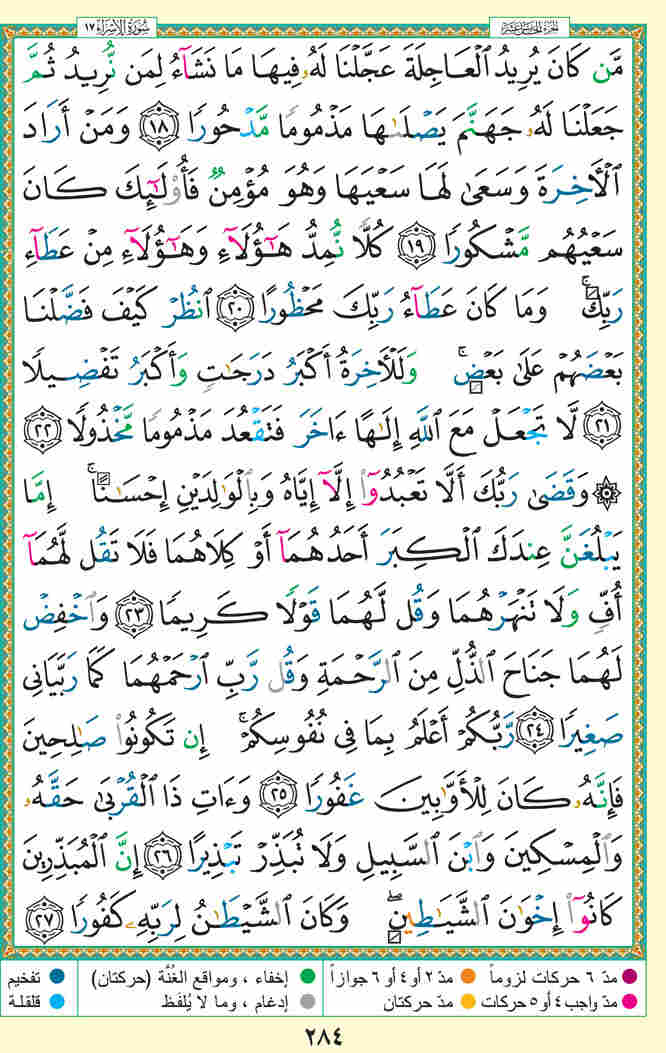 سُورَةُ الإِسْرَاء ١٧
الجزء الخامس عشر
مَّن كَانَ يُرِيدُ ٱلْعَاجِلَةَ عَجَّلْنَا لَهُۥ فِيهَا مَا نَشَآءُ لِمَن نُّرِيدُ ثُمَّ
جَعَلْنَا لَهُۥ جَهَنَّمَ يَصْلَىٰهَا مَذْمُومًا مَّدْحُورًا ﴿١٨﴾ وَمَنْ أَرَادَ
ٱلْأَخِرَةَ وَسَعَىٰ لَهَا سَعْيَهَا وَهُوَ مُؤْمِنٌ فَأُو۟لَٰٓئِكَ كَانَ
سَعْيُهُم مَّشْكُورًا ﴿١٩﴾ كُلًّا نُّمِدُّ هَٰٓؤُلَآءِ وَهَٰٓؤُلَآءِ مِنْ عَطَآءِ
رَبِّكَ ۚ وَمَا كَانَ عَطَآءُ رَبِّكَ مَحْظُورًا ﴿٢٠﴾ ٱنظُرْ كَيْفَ فَضَّلْنَا
بَعْضَهُمْ عَلَىٰ بَعْضٍ ۚ وَلَلْأَخِرَةُ أَكْبَرُ دَرَجَٰتٍ وَأَكْبَرُ تَفْضِيلًا
﴿٢١﴾ لَّا تَجْعَلْ مَعَ ٱللَّهِ إِلَٰهًا ءَاخَرَ فَتَقْعُدَ مَذْمُومًا مَّخْذُولًا ﴿٢٢﴾
۞ وَقَضَىٰ رَبُّكَ أَلَّا تَعْبُدُوٓا۟ إِلَّآ إِيَّاهُ وَبِٱلْوَٰلِدَيْنِ إِحْسَٰنًا ۚ إِمَّا
يَبْلُغَنَّ عِندَكَ ٱلْكِبَرَ أَحَدُهُمَآ أَوْ كِلَاهُمَا فَلَا تَقُل لَّهُمَآ
أُفٍّ وَلَا تَنْهَرْهُمَا وَقُل لَّهُمَا قَوْلًا كَرِيمًا ﴿٢٣﴾ وَٱخْفِضْ
لَهُمَا جَنَاحَ ٱلذُّلِّ مِنَ ٱلرَّحْمَةِ وَقُل رَّبِّ ٱرْحَمْهُمَا كَمَا رَبَّيَانِى
صَغِيرًا ﴿٢٤﴾ رَّبُّكُمْ أَعْلَمُ بِمَا فِى نُفُوسِكُمْ ۚ إِن تَكُونُوا۟ صَٰلِحِينَ
فَإِنَّهُۥ كَانَ لِلْأَوَّٰبِينَ غَفُورًا ﴿٢٥﴾ وَءَاتِ ذَا ٱلْقُرْبَىٰ حَقَّهُۥ
وَٱلْمِسْكِينَ وَٱبْنَ ٱلسَّبِيلِ وَلَا تُبَذِّرْ تَبْذِيرًا ﴿٢٦﴾ إِنَّ ٱلْمُبَذِّرِينَ
كَانُوٓا۟ إِخْوَٰنَ ٱلشَّيَٰطِينِ ۖ وَكَانَ ٱلشَّيْطَٰنُ لِرَبِّهِۦ كَفُورًا ﴿٢٧﴾
مدّ ٦ حركات لزوماً مدّ ٢ أو ٤ أو ٦ جوازاً إخفاء ، ومواقع الغُنَّة (حركتان) تفخيم
مدّ واجب ٤ أو ٥ حركات مدّ حركتان إدغام ، وما لا يُلفَظ قلقلة
٢٨٤